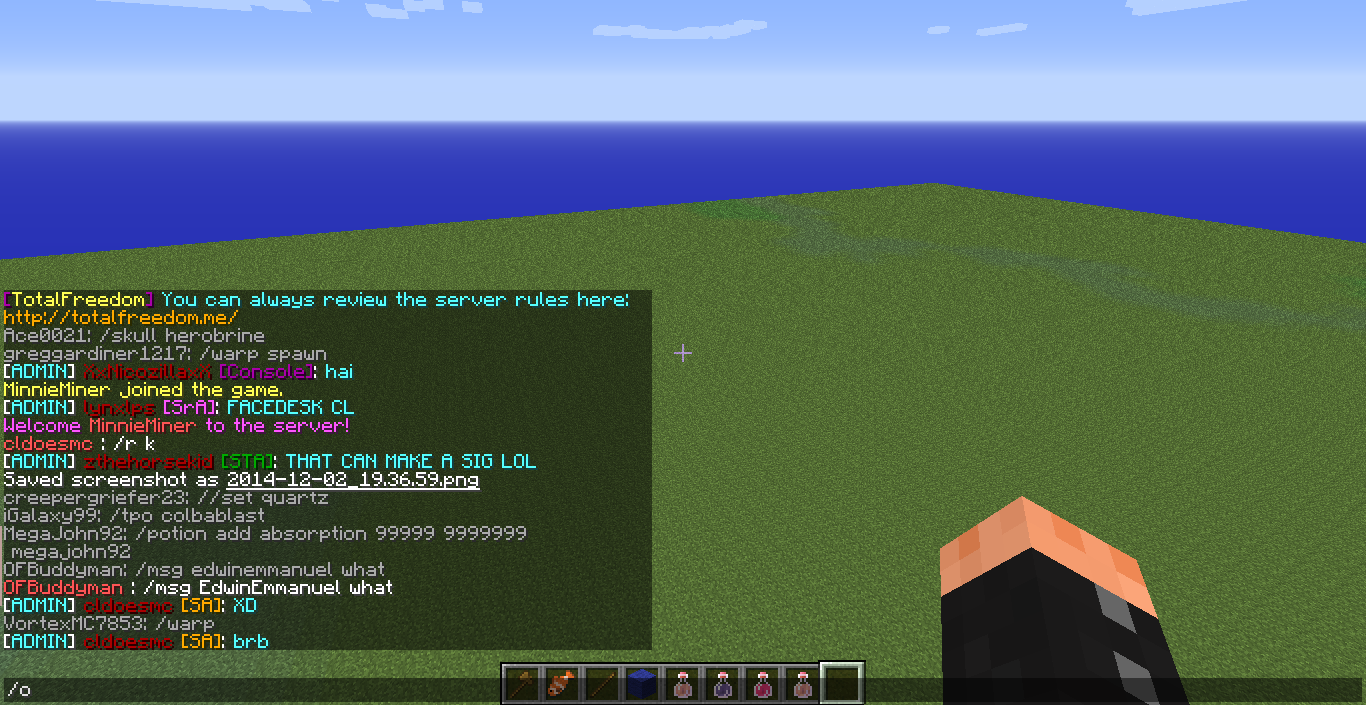 [TotalFreedom] You can always review the server rules here:
http://totalfreedom.me/
Ace0021: /skull herobrine
greggardiner1217: /warp spawn
[ADMIN] XxNicozillaxX [Console]: hai
MinnieMiner joined the game.
[ADMIN] lynxlps [SrA]: FACEDESK CL
Welcome MinnieMiner to the server!
cldoesmc : /r k
[ADMIN] zthehorsekid [STA]: THAT CAN MAKE A SIG LOL
Saved screenshot as 2014-12-02_19.36.59.png
creepergriefer23: //set quartz
iGalaxy99: /tpo colbablast
MegaJohn92: /potion add absorption 99999 9999999
megajohn92
OFBuddyman: /msg edwinemmanuel what
OFBuddyman : /msg EdwinEmmanuel what
[ADMIN] cldoesmc [SA]: XD
VortexMC7853: /warp
[ADMIN] cldoesmc [SA]: brb
/o